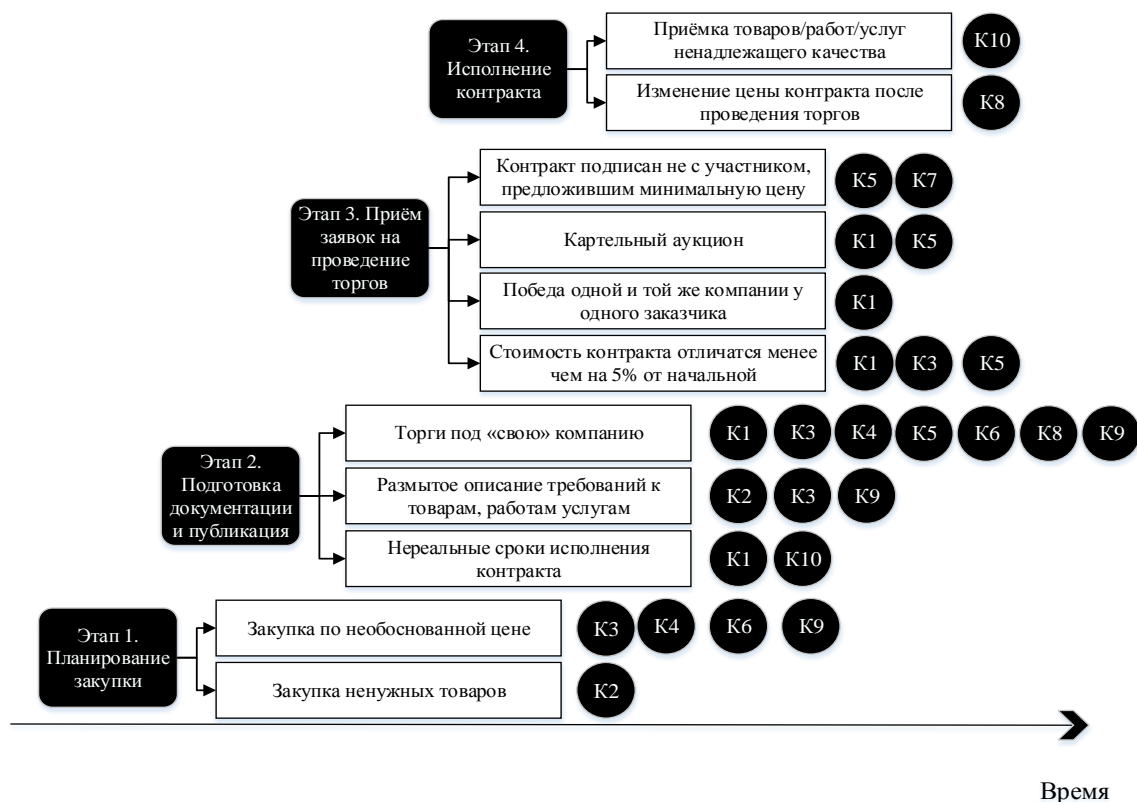 Этап 4.
Исполнение
контракта
Приёмка товаров/работ/услуг
ненадлежащего качества
К10
Изменение цены контракта после
проведения торгов
К8
Этап 3. Приём
заявок на
проведение
торгов
Контракт подписан не с участником,
предложившим минимальную цену
К5 К7
Картельный аукцион
К1 К5
Победа одной и той же компании у
одного заказчика
К1
Стоимость контракта отличатся менее
чем на 5% от начальной
К1 К3 К5
Этап 2.
Подготовка
документации
и публикация
Торги под «свою» компанию
К1 К3 К4 К5 К6 К8 К9
Размытое описание требований к
товарам, работам услугам
К2 К3 К9
Нереальные сроки исполнения
контракта
К1 К10
Этап 1.
Планирование
закупки
Закупка по необоснованной цене
К3 К4 К6 К9
Закупка ненужных товаров
К2
Время